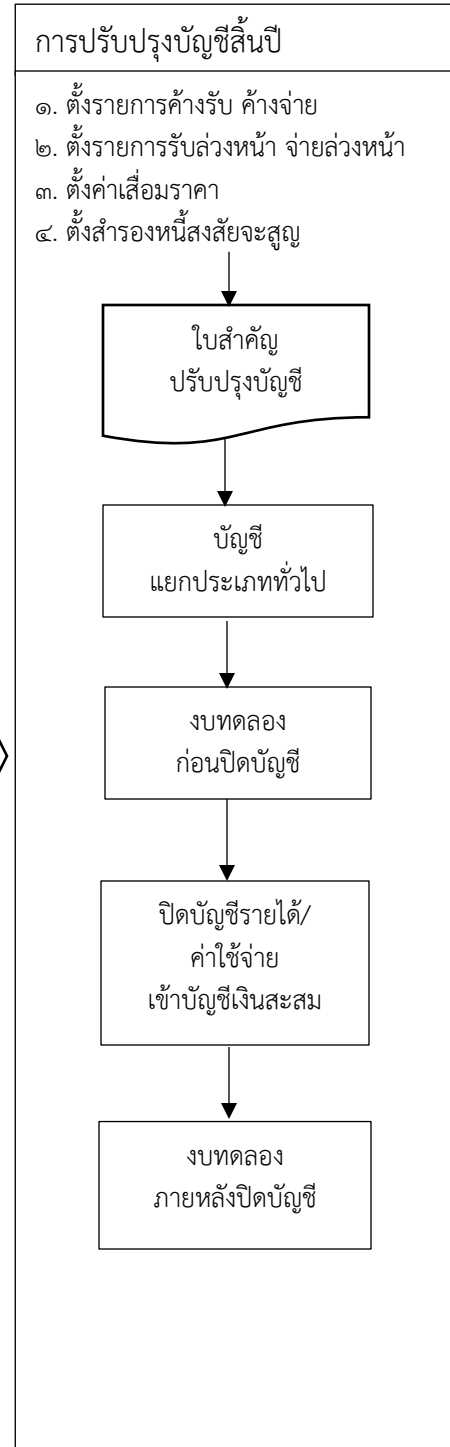 การปรับปรุงบัญชีสิ้นปี
๑. ตั้งรายการค้างรับ ค้างจ่าย
๒. ตั้งรายการรับล่วงหน้า จ่ายล่วงหน้า
๓. ตั้งค่าเสื่อมราคา
๔. ตั้งสำรองหนี้สงสัยจะสูญ
ใบสำคัญ
ปรับปรุงบัญชี
บัญชี
แยกประเภททั่วไป
งบทดลอง
ก่อนปิดบัญชี
ปิดบัญชีรายได้/
ค่าใช้จ่าย
เข้าบัญชีเงินสะสม
งบทดลอง
ภายหลังปิดบัญชี